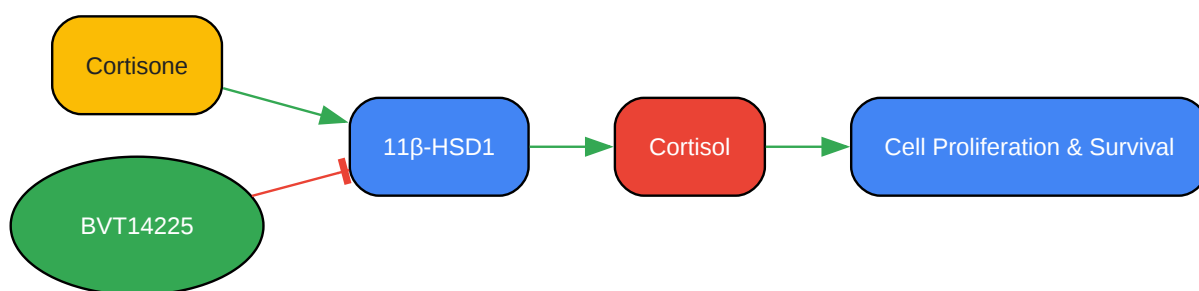 Cortisone
11β-HSD1
Cortisol
Cell Proliferation & Survival
BVT14225